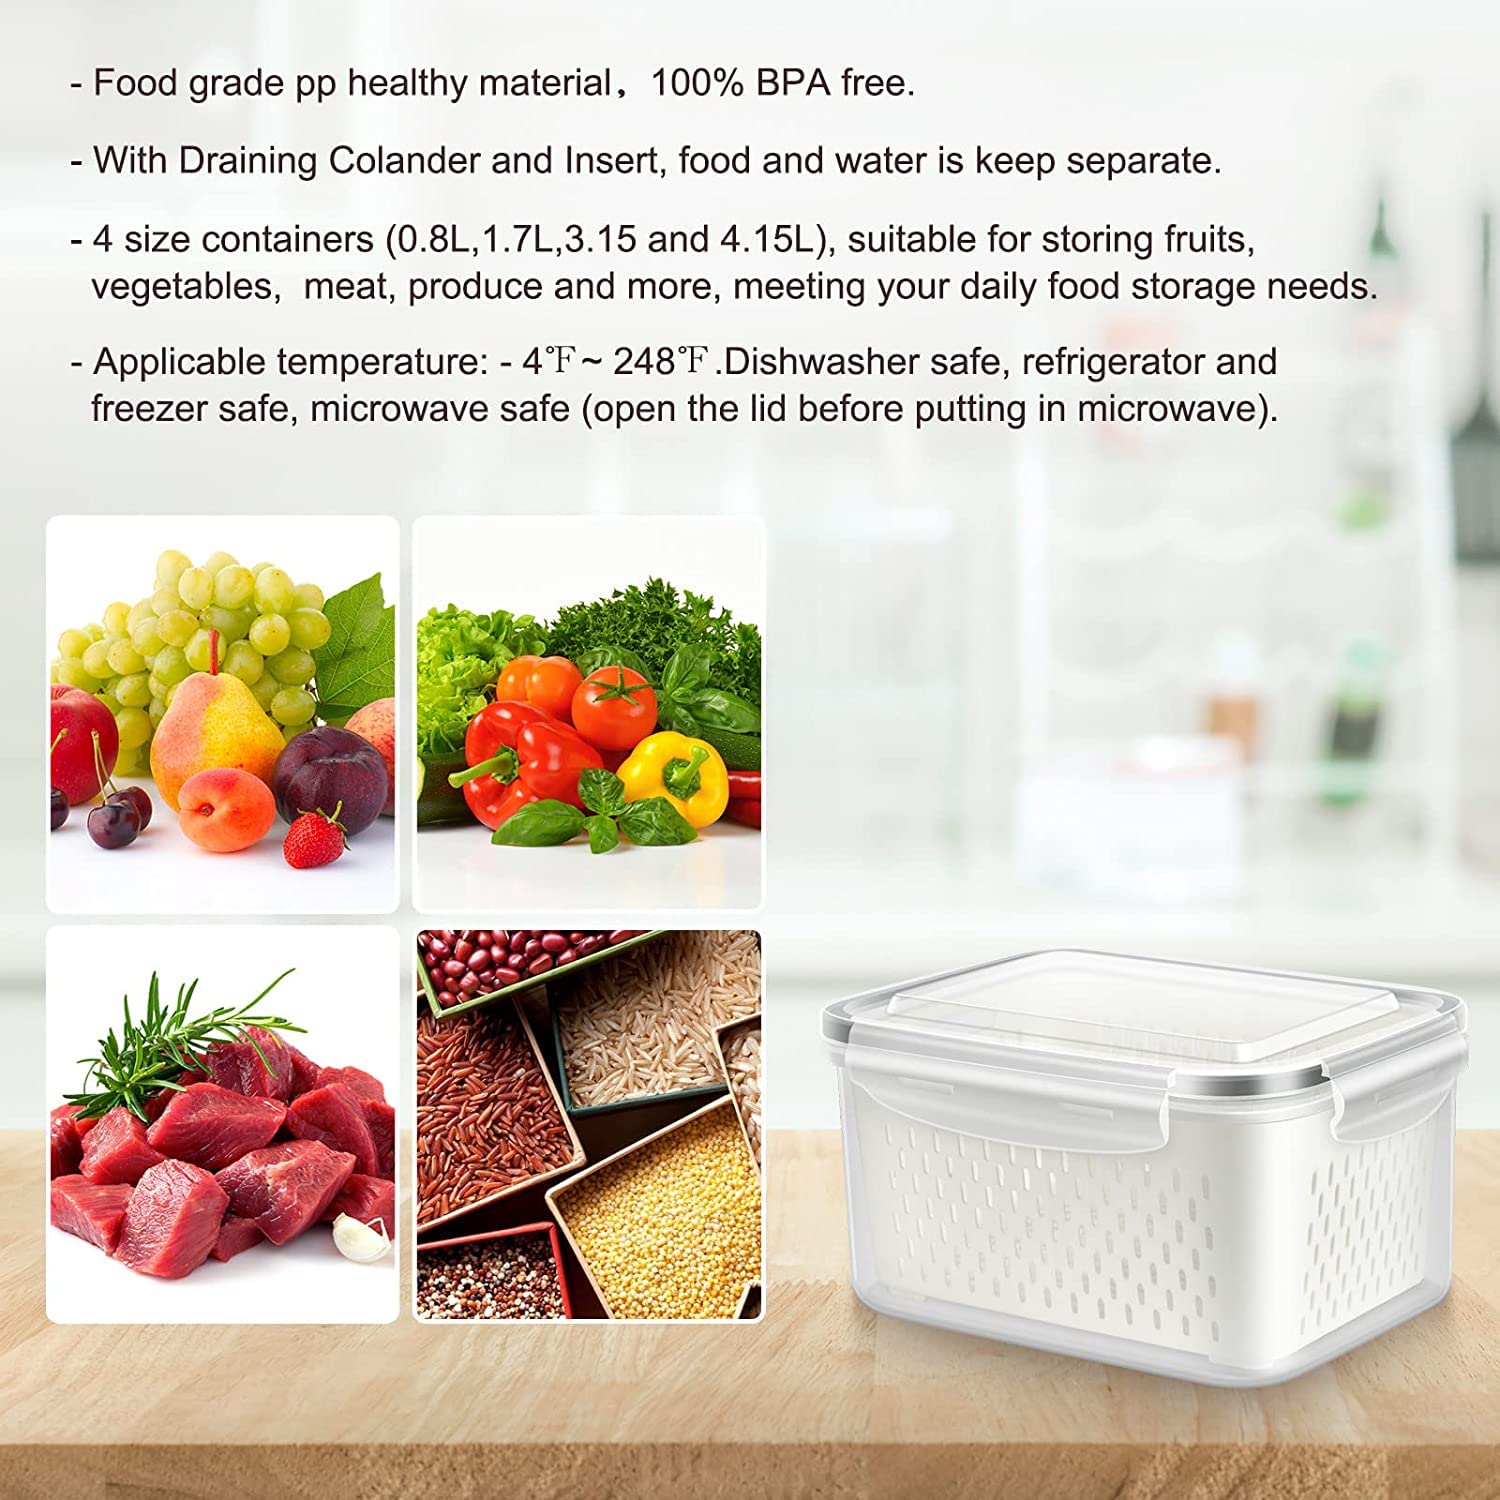 - Food grade pp healthy material，100% BPA free.
- With Draining Colander and Insert, food and water is keep separate.
- 4 size containers (0.8L,1.7L,3.15 and 4.15L), suitable for storing fruits,
vegetables,  meat, produce and more, meeting your daily food storage needs.
- Applicable temperature: - 4℉~ 248℉.Dishwasher safe, refrigerator and
freezer safe, microwave safe (open the lid before putting in microwave).